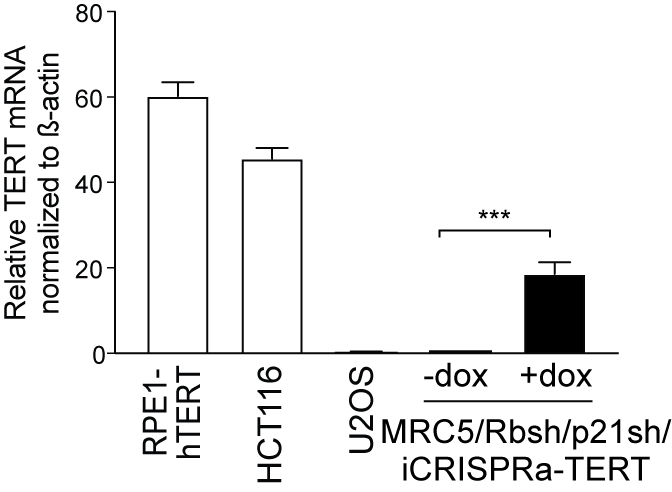 Relative TERT mRNA
normalized to ß-actin
80
60
40
20
0
***
RPE1-
hTERT
HCT116
U2OS
-dox
+dox
MRC5/Rbsh/p21sh/
iCRISPRa-TERT